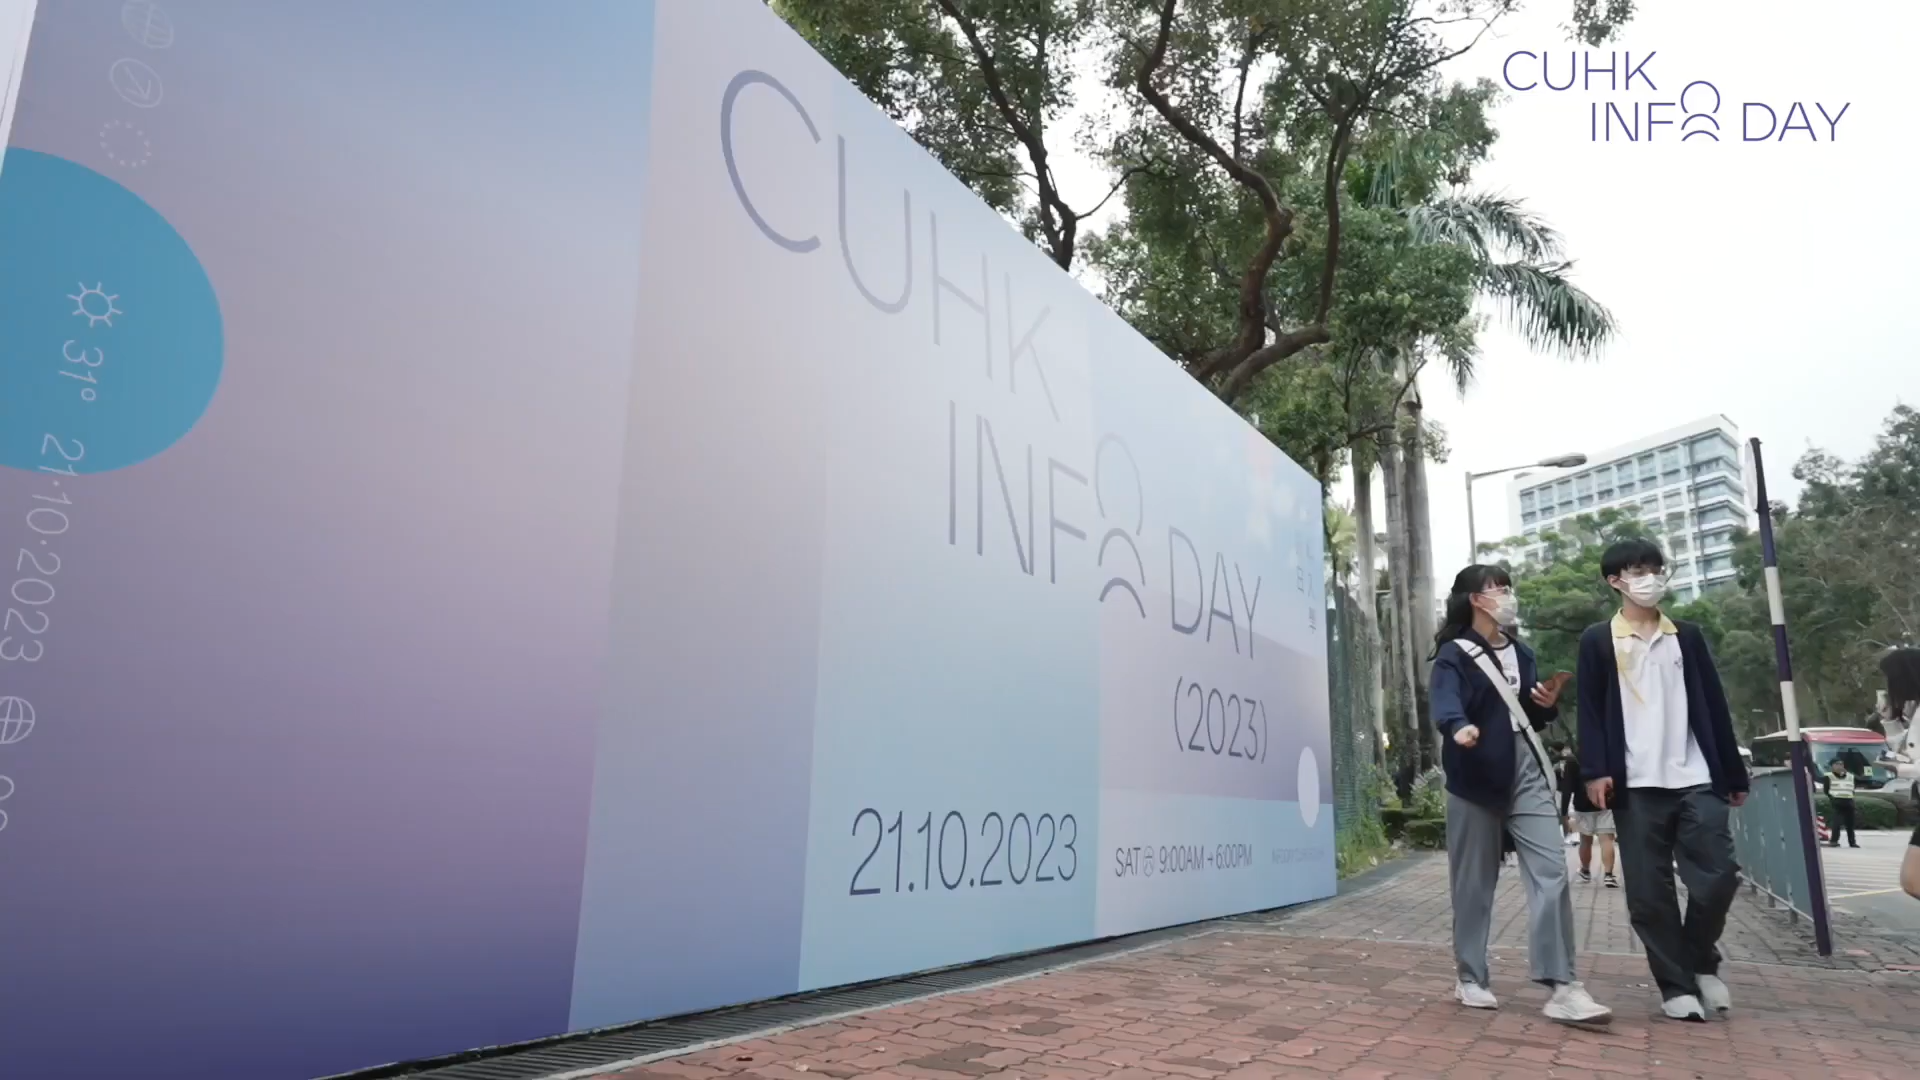 CUHK
INFO DAY
31°
21·10·2023
CUHK
INFO DAY
(2023)
21.10.2023
SAT 9:00AM → 6:00PM